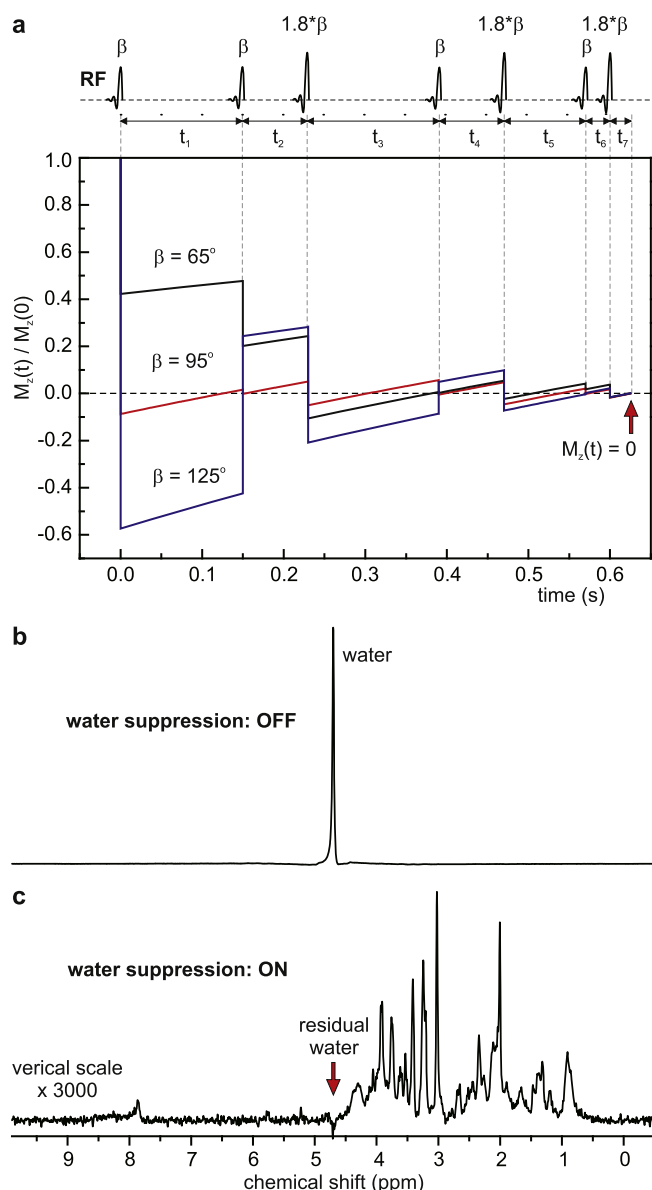 a
β β 1.8*β β 1.8*β β 1.8*β
RF
t₁ t₂ t₃ t₄ t₅ t₆ t₇
1.0
0.8
0.6
0.4
0.2
0.0
-0.2
-0.4
-0.6
M_z(t) / M_z(0)
β = 65°
β = 95°
β = 125°
M_z(t) = 0
0.0 0.1 0.2 0.3 0.4 0.5 0.6
time (s)
b
water
water suppression: OFF
c
water suppression: ON
residual
water
verical scale
x 3000
9 8 7 6 5 4 3 2 1 0
chemical shift (ppm)